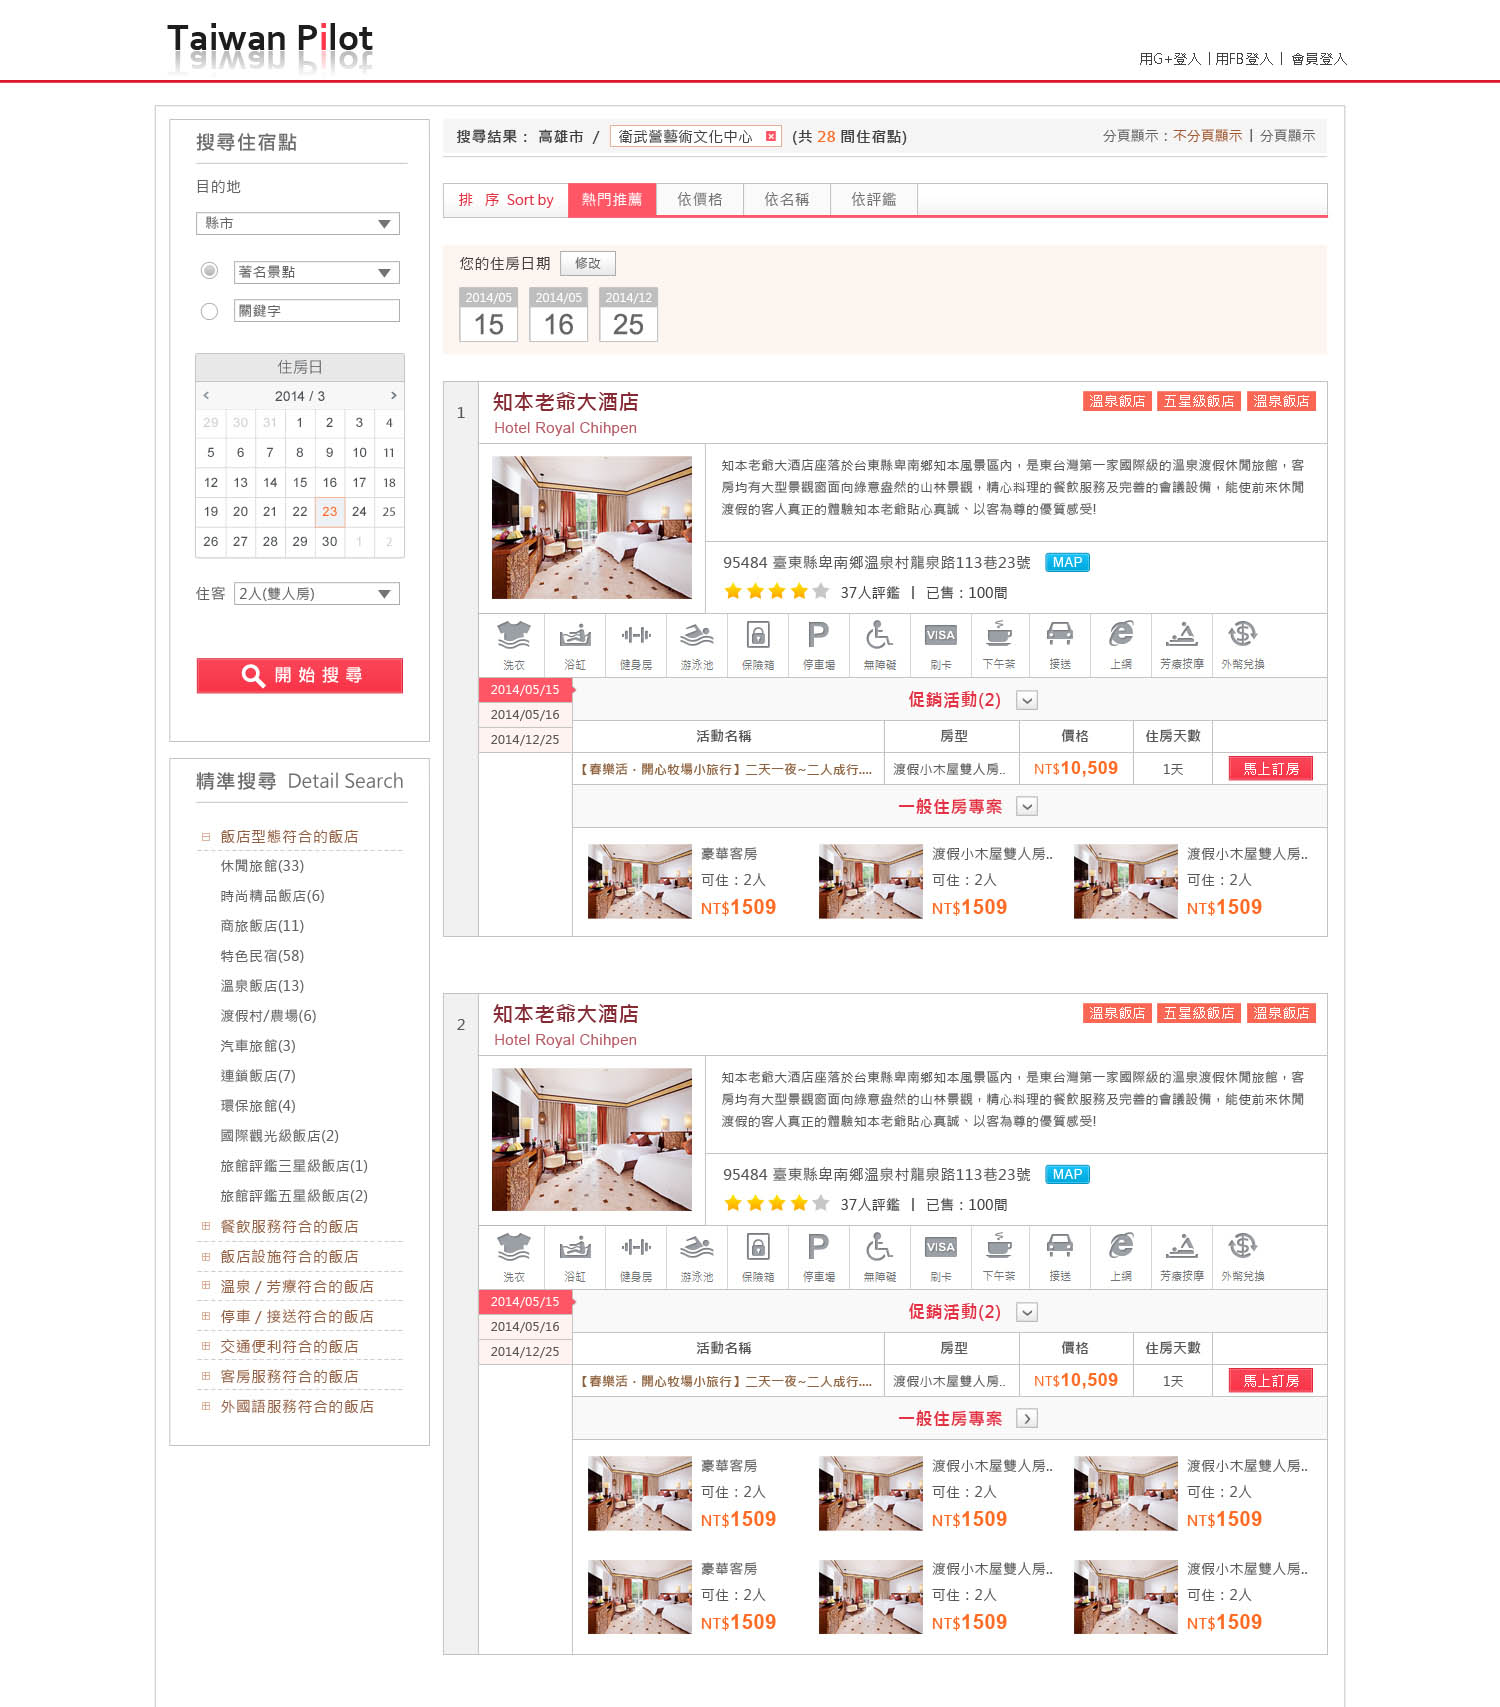 Taiwan Pilot
用G+登入 | 用FB登入 | 會員登入
搜尋住宿點
目的地
縣市
著名景點
關鍵字
住房日
< 2014 / 3 >
29 30 31 1 2 3 4
5 6 7 8 9 10 11
12 13 14 15 16 17 18
19 20 21 22 23 24 25
26 27 28 29 30 1 2
住客 2人(雙人房)
開始搜尋
精準搜尋 Detail Search
飯店型態符合的飯店
休閒旅館(33)
時尚精品飯店(6)
商旅飯店(11)
特色民宿(58)
溫泉飯店(13)
渡假村/農場(6)
汽車旅館(3)
連鎖飯店(7)
環保旅館(4)
國際觀光級飯店(2)
旅館評鑑三星級飯店(1)
旅館評鑑五星級飯店(2)
餐飲服務符合的飯店
飯店設施符合的飯店
溫泉 / 芳療符合的飯店
停車 / 接送符合的飯店
交通便利符合的飯店
客房服務符合的飯店
外國語服務符合的飯店
搜尋結果： 高雄市 / 衛武營藝術文化中心 (共 28 間住宿點) 分頁顯示：不分頁顯示 | 分頁顯示
排 序 Sort by 熱門推薦 依價格 依名稱 依評鑑
您的住房日期 修改
2014/05 2014/05 2014/12
15 16 25
1 知本老爺大酒店 溫泉飯店 五星級飯店 溫泉飯店
Hotel Royal Chihpen
知本老爺大酒店座落於台東縣卑南鄉知本風景區內，是東台灣第一家國際級的溫泉渡假休閒旅館，客
房均有大型景觀窗面向綠意盎然的山林景觀，精心料理的餐飲服務及完善的會議設備，能使前來休閒
渡假的客人真正的體驗知本老爺貼心真誠、以客為尊的優質感受!
95484 臺東縣卑南鄉溫泉村龍泉路113巷23號 MAP
37人評鑑 | 已售：100間
P VISA
洗衣 浴缸 健身房 游泳池 保險箱 停車場 無障礙 刷卡 下午茶 接送 上網 芳療按摩 外幣兌換
2014/05/15 促銷活動(2)
2014/05/16
2014/12/25 活動名稱 房型 價格 住房天數
【春樂活．開心牧場小旅行】二天一夜~二人成行.... 渡假小木屋雙人房.. NT$10,509 1天 馬上訂房
一般住房專案
豪華客房 渡假小木屋雙人房.. 渡假小木屋雙人房..
可住：2人 可住：2人 可住：2人
NT$1509 NT$1509 NT$1509
2 知本老爺大酒店 溫泉飯店 五星級飯店 溫泉飯店
Hotel Royal Chihpen
知本老爺大酒店座落於台東縣卑南鄉知本風景區內，是東台灣第一家國際級的溫泉渡假休閒旅館，客
房均有大型景觀窗面向綠意盎然的山林景觀，精心料理的餐飲服務及完善的會議設備，能使前來休閒
渡假的客人真正的體驗知本老爺貼心真誠、以客為尊的優質感受!
95484 臺東縣卑南鄉溫泉村龍泉路113巷23號 MAP
37人評鑑 | 已售：100間
P VISA
洗衣 浴缸 健身房 游泳池 保險箱 停車場 無障礙 刷卡 下午茶 接送 上網 芳療按摩 外幣兌換
2014/05/15 促銷活動(2)
2014/05/16
2014/12/25 活動名稱 房型 價格 住房天數
【春樂活．開心牧場小旅行】二天一夜~二人成行.... 渡假小木屋雙人房.. NT$10,509 1天 馬上訂房
一般住房專案
豪華客房 渡假小木屋雙人房.. 渡假小木屋雙人房..
可住：2人 可住：2人 可住：2人
NT$1509 NT$1509 NT$1509
豪華客房 渡假小木屋雙人房.. 渡假小木屋雙人房..
可住：2人 可住：2人 可住：2人
NT$1509 NT$1509 NT$1509